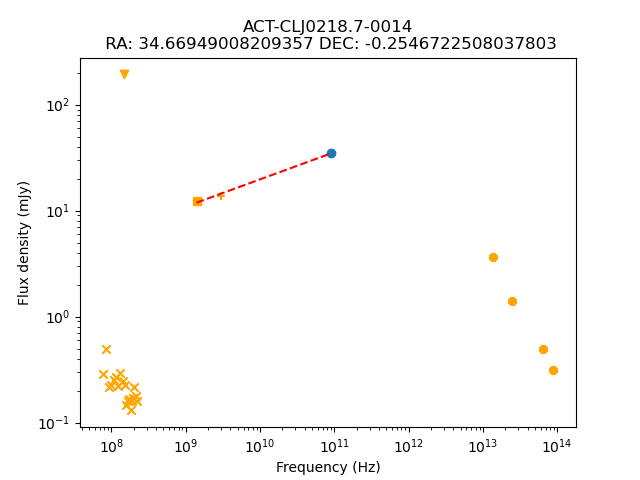 ACT-CLJ0218.7-0014
RA: 34.66949008209357 DEC: -0.2546722508037803
Flux density (mJy)
10²
10¹
10⁰
10⁻¹
10⁸ 10⁹ 10¹⁰ 10¹¹ 10¹² 10¹³ 10¹⁴
Frequency (Hz)